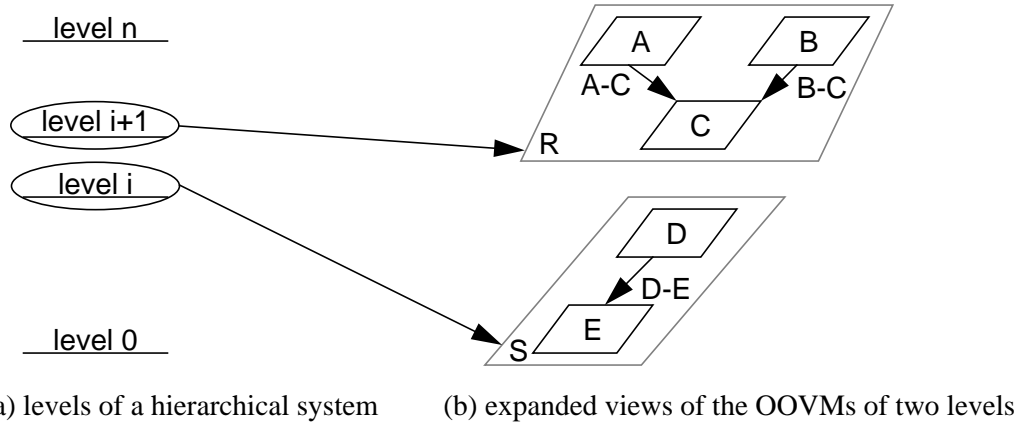 level n
level i+1
level i
level 0
A
B
A-C
B-C
C
R
D
D-E
E
S
a) levels of a hierarchical system
(b) expanded views of the OOVMs of two levels